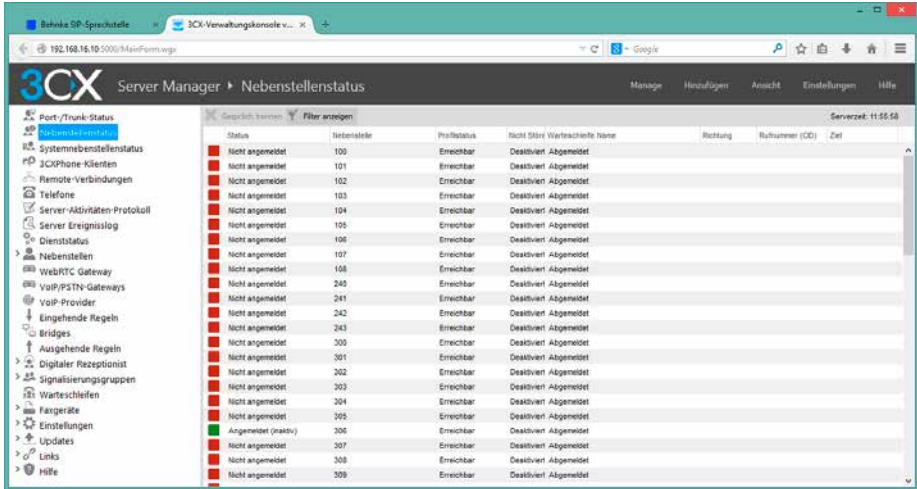 Behnke SIP-Sprechstelle
3CX-Verwaltungskonsole v...
192.168.16.10:5000/MainForm.wgx
Google
3CX Server Manager Nebenstellenstatus
Manage Hinzufügen Ansicht Einstellungen Hilfe
Port-/Trunk-Status
Nebenstellenstatus
Systemnebenstellenstatus
3CXPhone-Klienten
Remote-Verbindungen
Telefone
Server-Aktivitäten-Protokoll
Server Ereignisslog
Dienststatus
Nebenstellen
WebRTC Gateway
VoIP/PSTN-Gateways
VoIP-Provider
Eingehende Regeln
Bridges
Ausgehende Regeln
Digitaler Rezeptionist
Signalisierungsgruppen
Warteschleifen
Faxgeräte
Einstellungen
Updates
Links
Hilfe
Gespräch trennen Filter anzeigen Serverzeit: 11:55:58
Status Nebenstelle Profilstatus Nicht Störe Warteschleife Name Richtung Rufnummer (OD) Ziel
Nicht angemeldet 100 Erreichbar Deaktiviert Abgemeldet
Nicht angemeldet 101 Erreichbar Deaktiviert Abgemeldet
Nicht angemeldet 102 Erreichbar Deaktiviert Abgemeldet
Nicht angemeldet 103 Erreichbar Deaktiviert Abgemeldet
Nicht angemeldet 104 Erreichbar Deaktiviert Abgemeldet
Nicht angemeldet 105 Erreichbar Deaktiviert Abgemeldet
Nicht angemeldet 106 Erreichbar Deaktiviert Abgemeldet
Nicht angemeldet 107 Erreichbar Deaktiviert Abgemeldet
Nicht angemeldet 108 Erreichbar Deaktiviert Abgemeldet
Nicht angemeldet 240 Erreichbar Deaktiviert Abgemeldet
Nicht angemeldet 241 Erreichbar Deaktiviert Abgemeldet
Nicht angemeldet 242 Erreichbar Deaktiviert Abgemeldet
Nicht angemeldet 243 Erreichbar Deaktiviert Abgemeldet
Nicht angemeldet 300 Erreichbar Deaktiviert Abgemeldet
Nicht angemeldet 301 Erreichbar Deaktiviert Abgemeldet
Nicht angemeldet 302 Erreichbar Deaktiviert Abgemeldet
Nicht angemeldet 303 Erreichbar Deaktiviert Abgemeldet
Nicht angemeldet 304 Erreichbar Deaktiviert Abgemeldet
Nicht angemeldet 305 Erreichbar Deaktiviert Abgemeldet
Angemeldet (inaktiv) 306 Erreichbar Deaktiviert Abgemeldet
Nicht angemeldet 307 Erreichbar Deaktiviert Abgemeldet
Nicht angemeldet 308 Erreichbar Deaktiviert Abgemeldet
Nicht angemeldet 309 Erreichbar Deaktiviert Abgemeldet